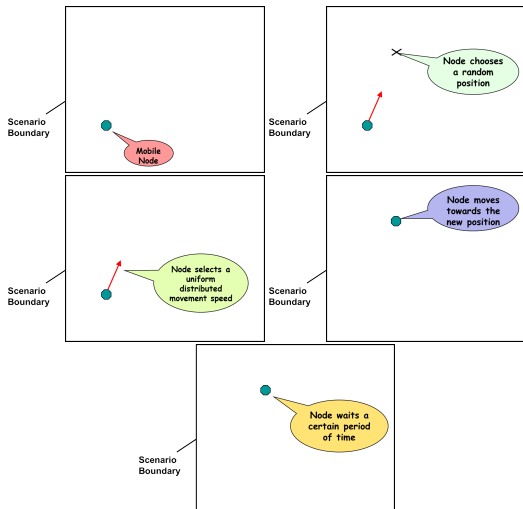 Scenario
Boundary
Mobile
Node
Scenario
Boundary
Node chooses
a random
position
Scenario
Boundary
Node selects a
uniform
distributed
movement speed
Scenario
Boundary
Node moves
towards the
new position
Scenario
Boundary
Node waits a
certain period
of time